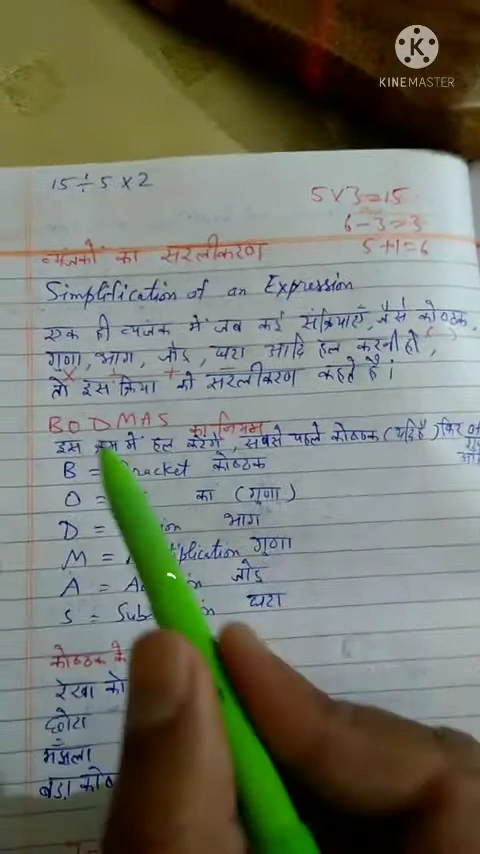 KINEMASTER
15 ÷ 5 × 2
5×3=15
6-3=3
5+1=6
व्यंजकों का सरलीकरण
Simplification of an Expression
एक ही व्यंजक में जब कई संक्रियाएँ, जैसे कोष्ठक, ( )
गुणा, भाग, जोड़, घटा आदि हल करनी हो,
× ÷ +
तो इस क्रिया को सरलीकरण कहते है।
BODMAS का नियम
इस क्रम में हल करेंगे, सबसे पहले कोष्ठक (यदि है) फिर of
B = Bracket कोष्ठक
O = का (गुणा)
D = भाग
M = गुणा
A = जोड़
S = घटा
कोष्ठक के
रेखा को
छोटा
मँझला
बड़ा